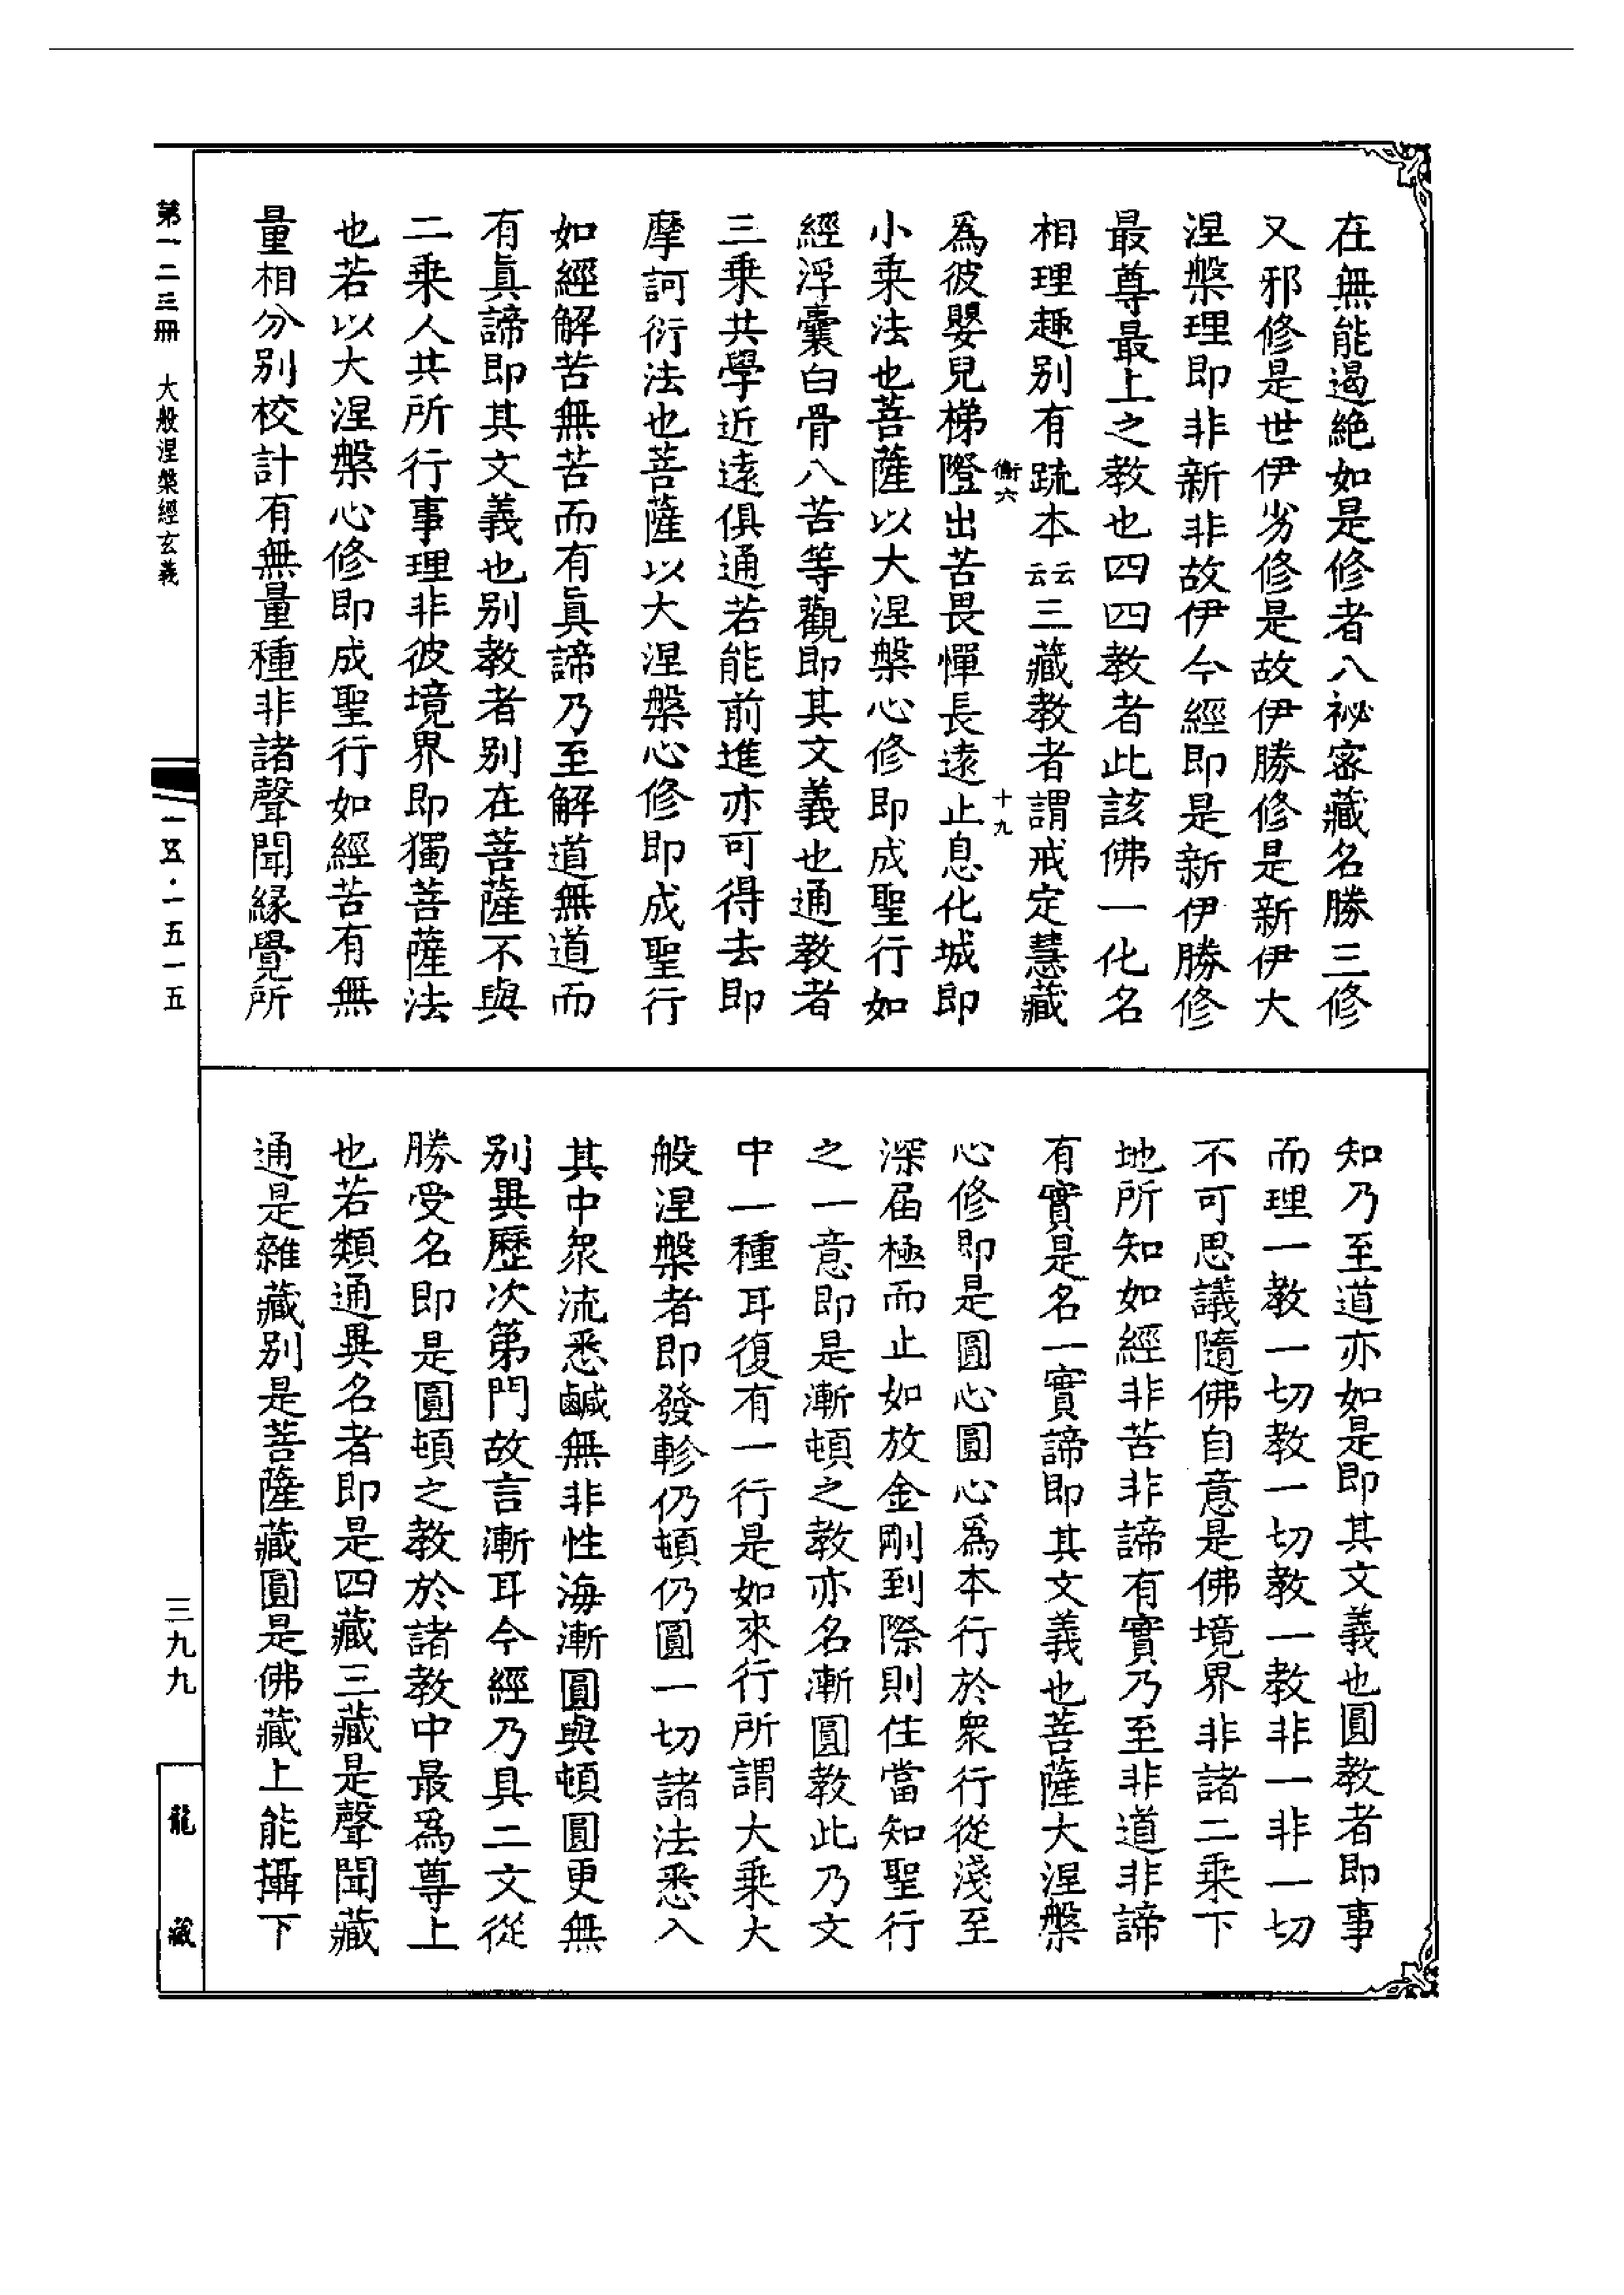 在無能遏絶如是修者八祕密藏名勝三修
又邪修是世伊劣修是故伊勝修是新伊大
涅槃理即非新非故伊今經即是新伊勝修
最尊最上之教也四四教者此該佛一化名
相理趣别有疏本云云三藏教者謂戒定慧藏
衡六 十九
爲彼嬰兒梯隥出苦畏憚長遠止息化城即
小乗法也菩薩以大涅槃心修即成聖行如
經浮囊白骨八苦等觀即其文義也通教者
三乗共學近遠俱通若能前進亦可得去即
摩訶衍法也菩薩以大涅槃心修即成聖行
如經解苦無苦而有眞諦乃至解道無道而
有眞諦即其文義也别教者别在菩薩不與
二乗人共所行事理非彼境界即獨菩薩法
也若以大涅槃心修即成聖行如經苦有無
量相分别校計有無量種非諸聲聞緣覺所
知乃至道亦如是即其文義也圓教者即事
而理一教一切教一切教一教非一非一切
不可思議隨佛自意是佛境界非諸二乗下
地所知如經非苦非諦有實乃至非道非諦
有實是名一實諦即其文義也菩薩大涅槃
心修即是圓心圓心爲本行於衆行從淺至
深届極而止如放金剛到際則住當知聖行
之一意即是漸頓之教亦名漸圓教此乃文
中一種耳復有一行是如來行所謂大乗大
般涅槃者即發軫仍頓仍圓一切諸法悉入
其中衆流悉鹹無非性海漸圓與頓圓更無
别異歷次第門故言漸耳今經乃具二文從
勝受名即是圓頓之教於諸教中最爲尊上
也若類通異名者即是四藏三藏是聲聞藏
通是雜藏别是菩薩藏圓是佛藏上能攝下
第一二三冊 大般涅槃經玄義
一五·一五一五
三九九
龍藏